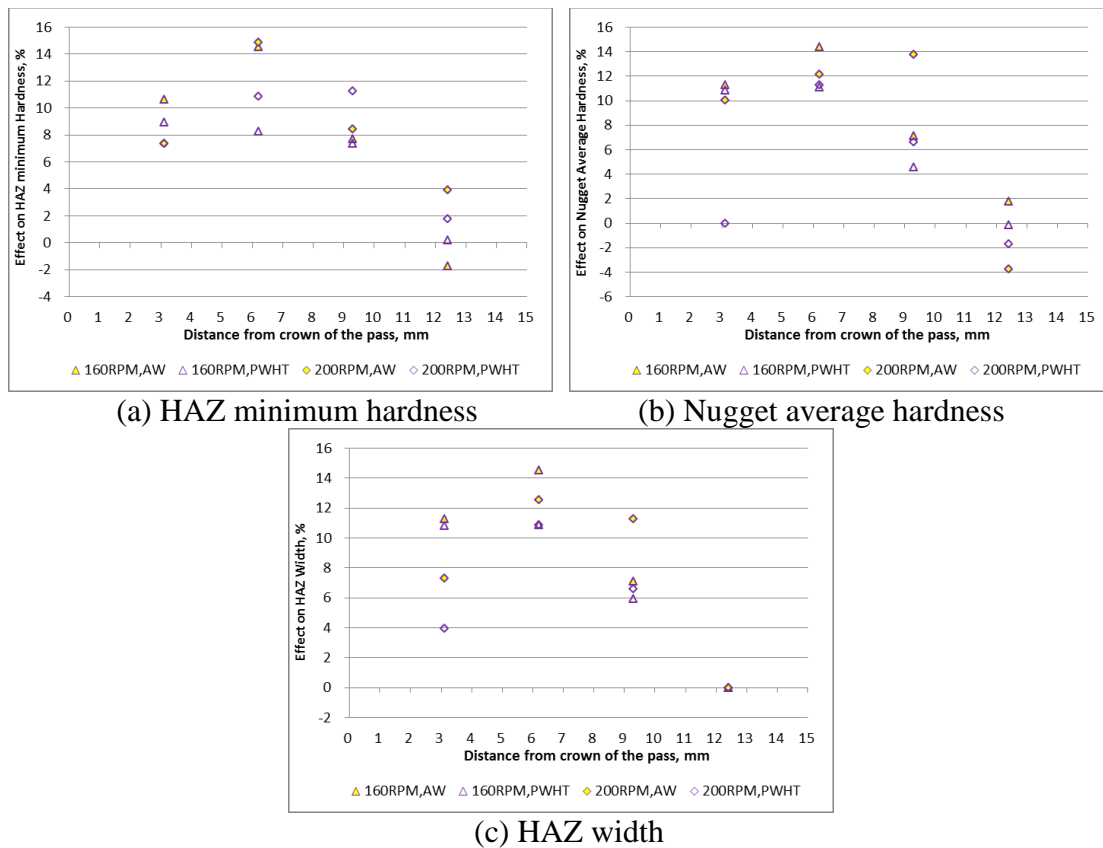 16
14
12
10
8
6
4
2
0
-2
-4
Effect on HAZ minimum Hardness, %
0 1 2 3 4 5 6 7 8 9 10 11 12 13 14 15
Distance from crown of the pass, mm
160RPM,AW 160RPM,PWHT 200RPM,AW 200RPM,PWHT
(a) HAZ minimum hardness
16
14
12
10
8
6
4
2
0
-2
-4
-6
Effect on Nugget Average Hardness, %
0 1 2 3 4 5 6 7 8 9 10 11 12 13 14 15
Distance from crown of the pass, mm
160RPM,AW 160RPM,PWHT 200RPM,AW 200RPM,PWHT
(b) Nugget average hardness
16
14
12
10
8
6
4
2
0
-2
Effect on HAZ Width, %
0 1 2 3 4 5 6 7 8 9 10 11 12 13 14 15
Distance from crown of the pass, mm
160RPM,AW 160RPM,PWHT 200RPM,AW 200RPM,PWHT
(c) HAZ width